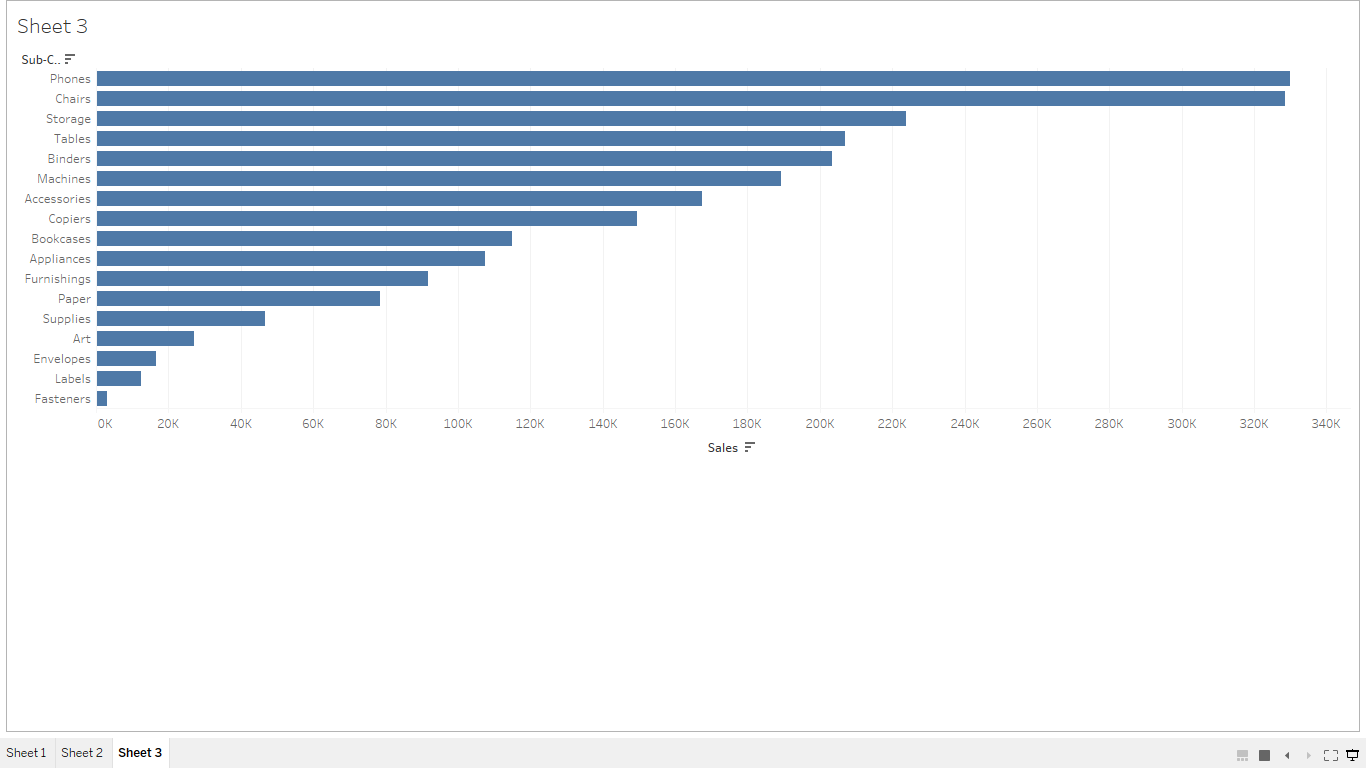 Sheet 3
Sub-C..
Phones
Chairs
Storage
Tables
Binders
Machines
Accessories
Copiers
Bookcases
Appliances
Furnishings
Paper
Supplies
Art
Envelopes
Labels
Fasteners
0K 20K 40K 60K 80K 100K 120K 140K 160K 180K 200K 220K 240K 260K 280K 300K 320K 340K
Sales
Sheet 1 Sheet 2 Sheet 3